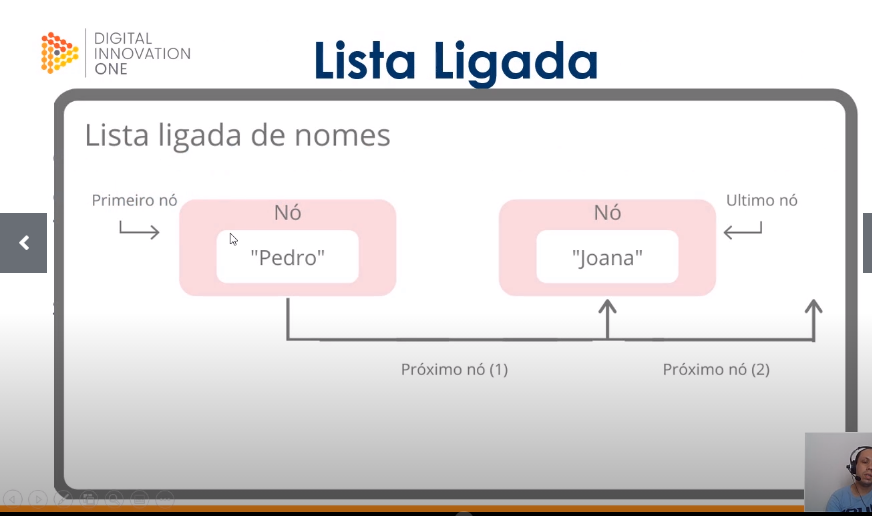 DIGITAL
INNOVATION
ONE
Lista Ligada
Lista ligada de nomes
Primeiro nó
Nó
"Pedro"
Nó
"Joana"
Ultimo nó
Próximo nó (1)
Próximo nó (2)